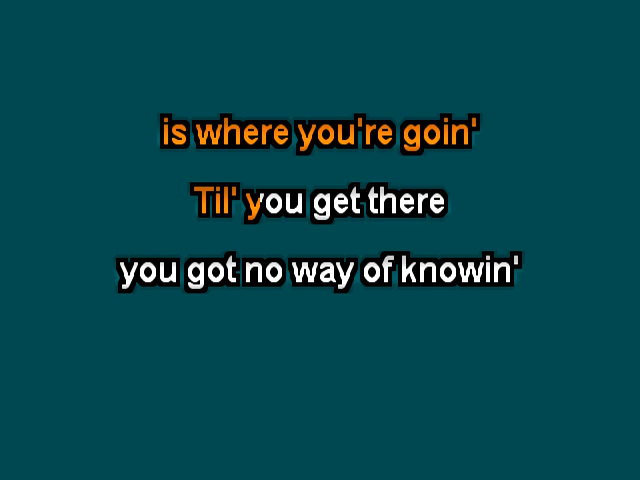 is where you're goin'
Til' you get there
you got no way of knowin'